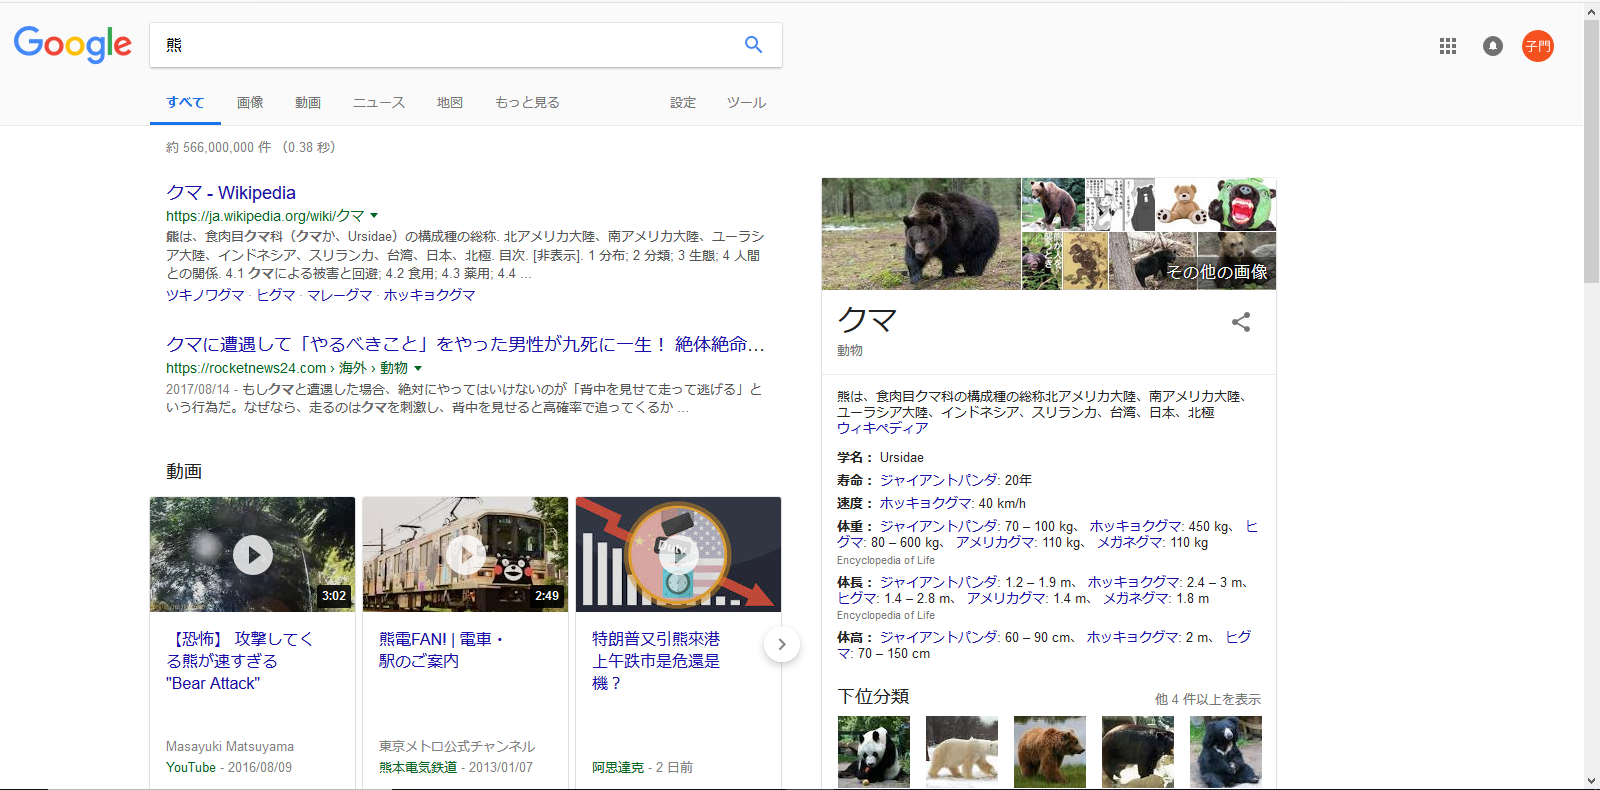 Google
熊
子門
すべて 画像 動画 ニュース 地図 もっと見る 設定 ツール
約 566,000,000 件 （0.38 秒）
クマ - Wikipedia
https://ja.wikipedia.org/wiki/クマ
熊は、食肉目クマ科（クマか、Ursidae）の構成種の総称. 北アメリカ大陸、南アメリカ大陸、ユーラシ
ア大陸、インドネシア、スリランカ、台湾、日本、北極. 目次. [非表示]. 1 分布; 2 分類; 3 生態; 4 人間
との関係. 4.1 クマによる被害と回避; 4.2 食用; 4.3 薬用; 4.4 ...
ツキノワグマ · ヒグマ · マレーグマ · ホッキョクグマ
クマに遭遇して「やるべきこと」をやった男性が九死に一生！ 絶体絶命...
https://rocketnews24.com › 海外 › 動物
2017/08/14 - もしクマと遭遇した場合、絶対にやってはいけないのが「背中を見せて走って逃げる」と
いう行為だ。なぜなら、走るのはクマを刺激し、背中を見せると高確率で追ってくるか ...
動画
3:02
【恐怖】 攻撃してく
る熊が速すぎる
"Bear Attack"
Masayuki Matsuyama
YouTube - 2016/08/09
2:49
熊電FAN! | 電車・
駅のご案内
東京メトロ公式チャンネル
熊本電気鉄道 - 2013/01/07
特朗普又引熊來港
上午跌市是危還是
機？
阿思達克 - 2 日前
その他の画像
クマ
動物
熊は、食肉目クマ科の構成種の総称北アメリカ大陸、南アメリカ大陸、
ユーラシア大陸、インドネシア、スリランカ、台湾、日本、北極
ウィキペディア
学名： Ursidae
寿命： ジャイアントパンダ: 20年
速度： ホッキョクグマ: 40 km/h
体重： ジャイアントパンダ: 70 – 100 kg、 ホッキョクグマ: 450 kg、 ヒ
グマ: 80 – 600 kg、 アメリカグマ: 110 kg、 メガネグマ: 110 kg
Encyclopedia of Life
体長： ジャイアントパンダ: 1.2 – 1.9 m、 ホッキョクグマ: 2.4 – 3 m、
ヒグマ: 1.4 – 2.8 m、 アメリカグマ: 1.4 m、 メガネグマ: 1.8 m
Encyclopedia of Life
体高： ジャイアントパンダ: 60 – 90 cm、 ホッキョクグマ: 2 m、 ヒグ
マ: 70 – 150 cm
下位分類
他 4 件以上を表示